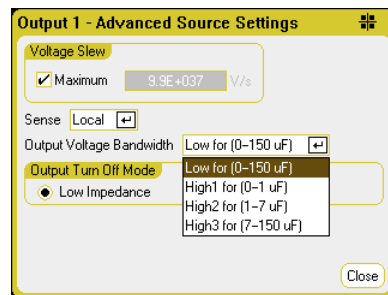 Output 1 - Advanced Source Settings
Voltage Slew
Maximum 9.9E+037 V/s
Sense Local
Output Voltage Bandwidth Low for (0-150 uF)
Output Turn Off Mode
Low Impedance
Low for (0-150 uF)
High1 for (0-1 uF)
High2 for (1-7 uF)
High3 for (7-150 uF)
Close